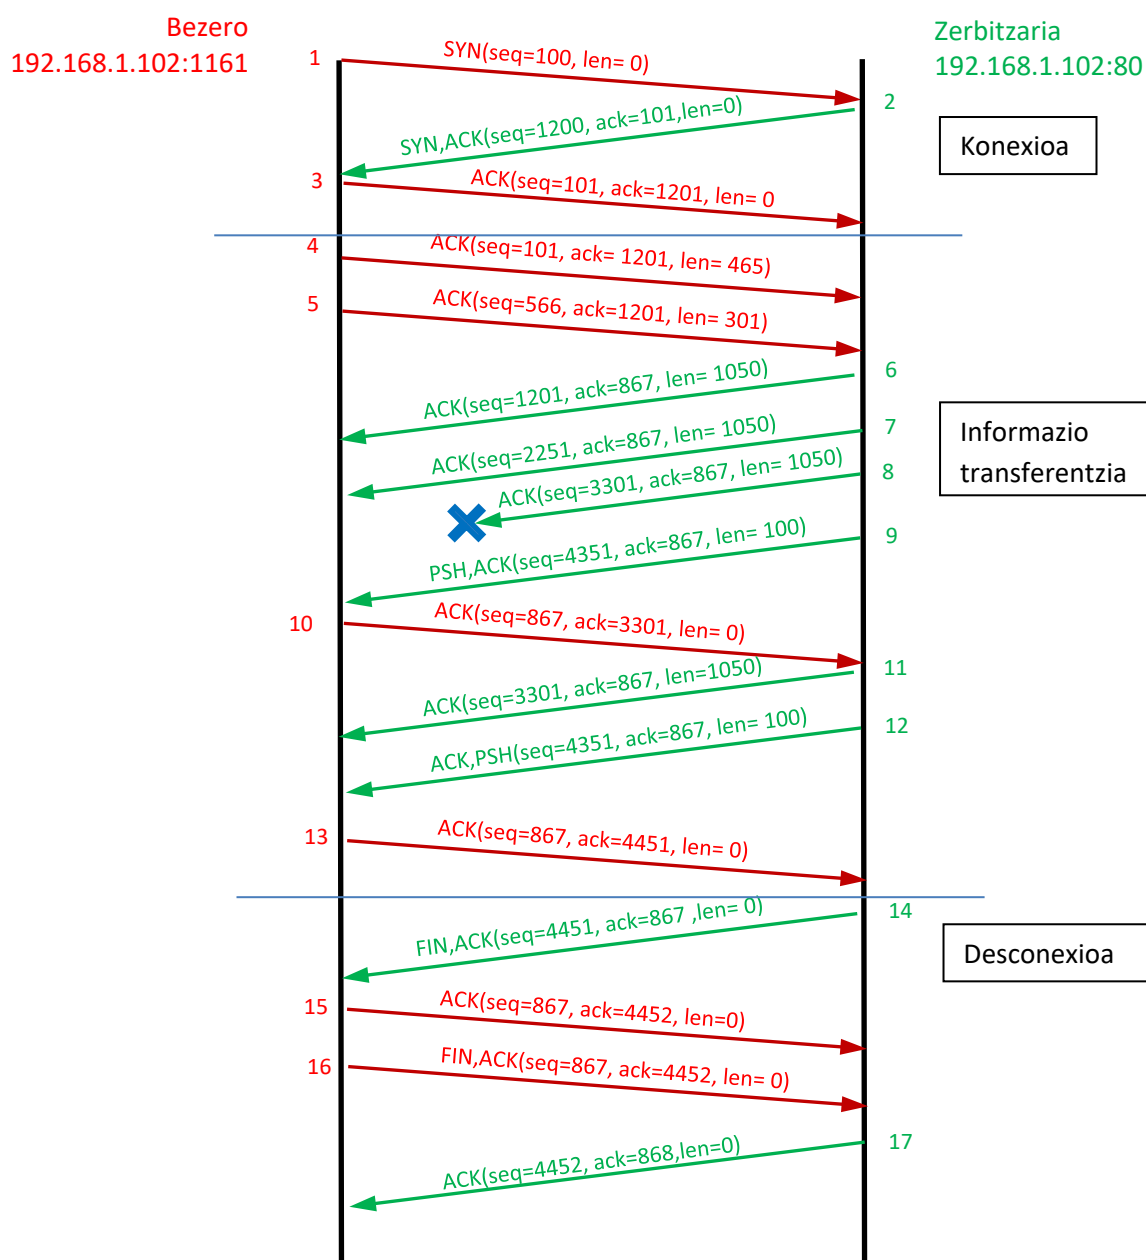 Bezero
192.168.1.102:1161
Zerbitzaria
192.168.1.102:80
1
SYN(seq=100, len= 0)
2
SYN,ACK(seq=1200, ack=101,len=0)
Konexioa
3
ACK(seq=101, ack=1201, len= 0
4
ACK(seq=101, ack= 1201, len= 465)
5
ACK(seq=566, ack=1201, len= 301)
6
ACK(seq=1201, ack=867, len= 1050)
7
ACK(seq=2251, ack=867, len= 1050)
Informazio
transferentzia
8
ACK(seq=3301, ack=867, len= 1050)
9
PSH,ACK(seq=4351, ack=867, len= 100)
10
ACK(seq=867, ack=3301, len= 0)
11
ACK(seq=3301, ack=867, len=1050)
12
ACK,PSH(seq=4351, ack=867, len= 100)
13
ACK(seq=867, ack=4451, len= 0)
14
FIN,ACK(seq=4451, ack=867 ,len= 0)
Desconexioa
15
ACK(seq=867, ack=4452, len=0)
16
FIN,ACK(seq=867, ack=4452, len= 0)
17
ACK(seq=4452, ack=868,len=0)